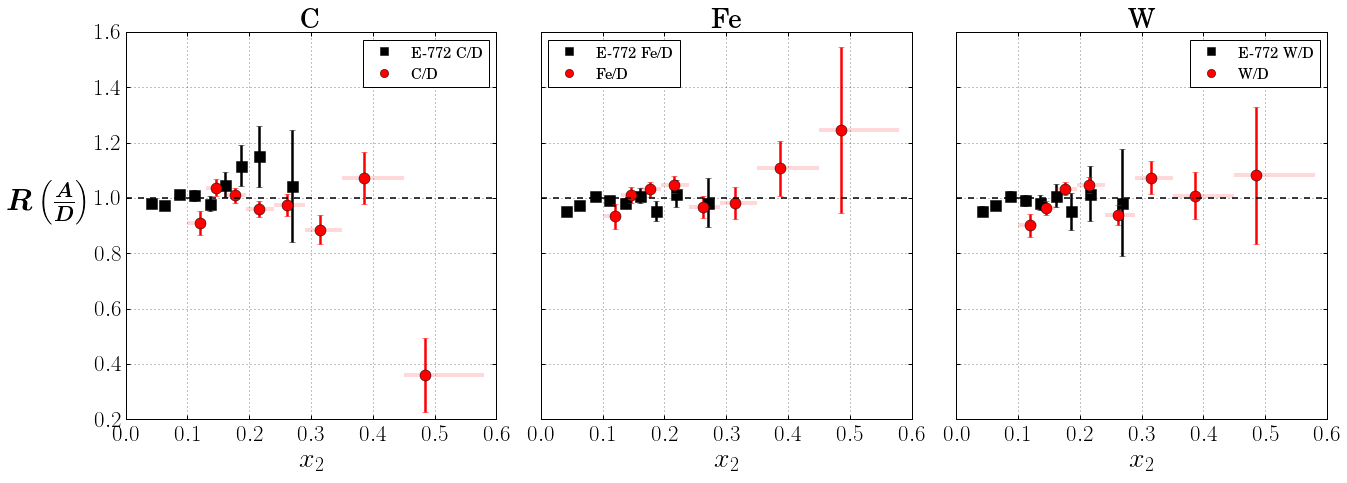 C
Fe
W
E-772 C/D
C/D
E-772 Fe/D
Fe/D
E-772 W/D
W/D
1.6
1.4
1.2
1.0
0.8
0.6
0.4
0.2
R(A/D)
0.0 0.1 0.2 0.3 0.4 0.5 0.6
0.0 0.1 0.2 0.3 0.4 0.5 0.6
0.0 0.1 0.2 0.3 0.4 0.5 0.6
x₂
x₂
x₂